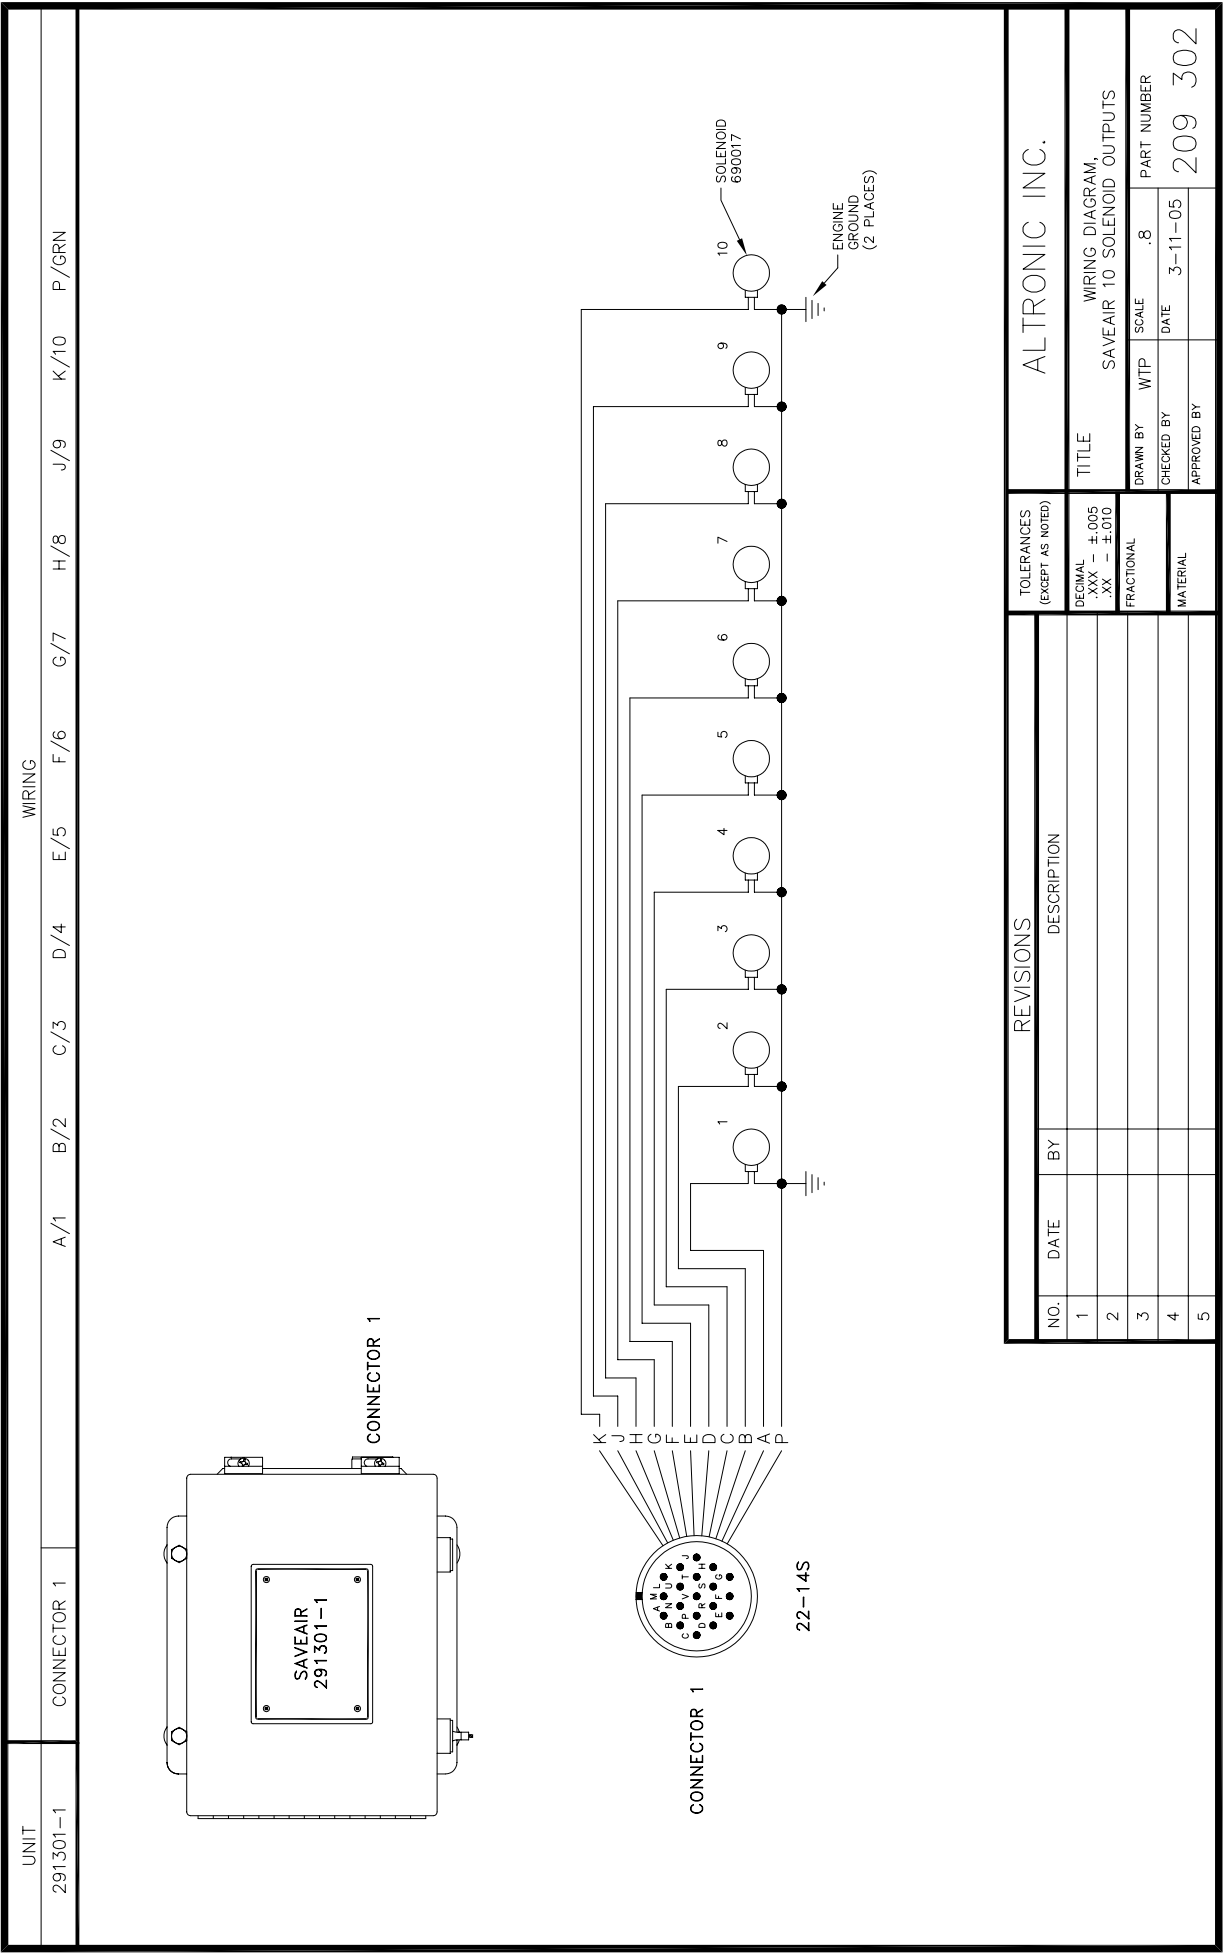 UNIT
WIRING
291301-1
CONNECTOR 1
A/1 B/2 C/3 D/4 E/5 F/6 G/7 H/8 J/9 K/10 P/GRN
SAVEAIR
291301-1
CONNECTOR 1
K
J
H
G
F
E
D
C
B
A
P
1
2
3
4
5
6
7
8
9
10
SOLENOID
690017
ENGINE
GROUND
(2 PLACES)
CONNECTOR 1
A M L
B N U K
C P V T J
D R S H
E F G
22-14S
REVISIONS
NO. DATE BY DESCRIPTION
1
2
3
4
5
TOLERANCES
(EXCEPT AS NOTED)
DECIMAL
.XXX - ±.005
.XX - ±.010
FRACTIONAL
MATERIAL
ALTRONIC INC.
TITLE
WIRING DIAGRAM,
SAVEAIR 10 SOLENOID OUTPUTS
DRAWN BY WTP
SCALE .8
PART NUMBER
CHECKED BY
DATE 3-11-05
209 302
APPROVED BY